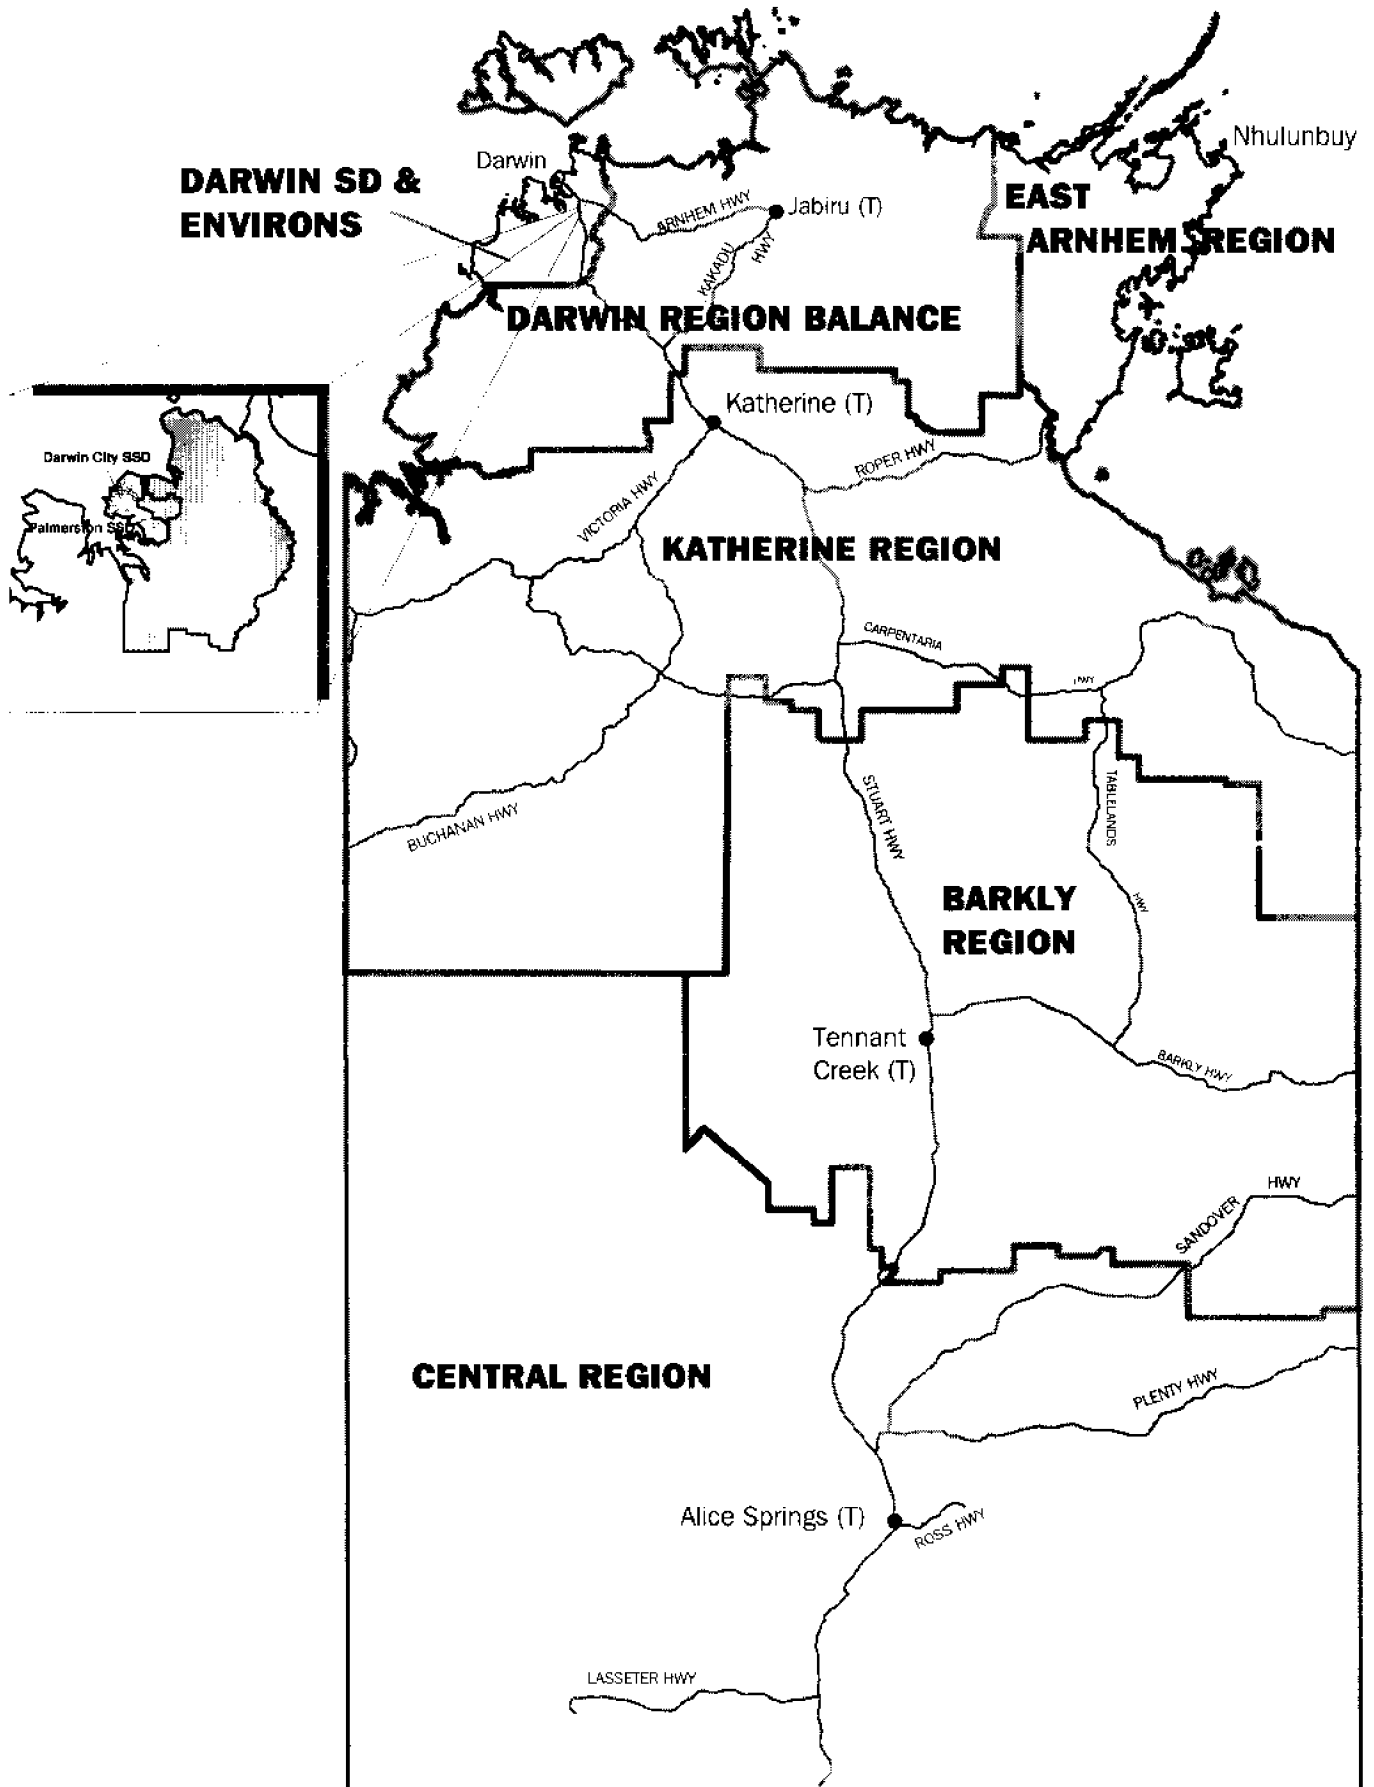 Nhulunbuy
Darwin
DARWIN SD &
ENVIRONS
EAST
ARNHEM REGION
ARNHEM HWY
Jabiru (T)
KAKADU
HWY
DARWIN REGION BALANCE
Katherine (T)
Darwin City SSD
Palmerston SSD
ROPER HWY
VICTORIA HWY
KATHERINE REGION
CARPENTARIA
HWY
STUART HWY
TABLELANDS
HWY
BUCHANAN HWY
BARKLY
REGION
Tennant
Creek (T)
BARKLY HWY
SANDOVER
HWY
CENTRAL REGION
PLENTY HWY
Alice Springs (T)
ROSS HWY
LASSETER HWY